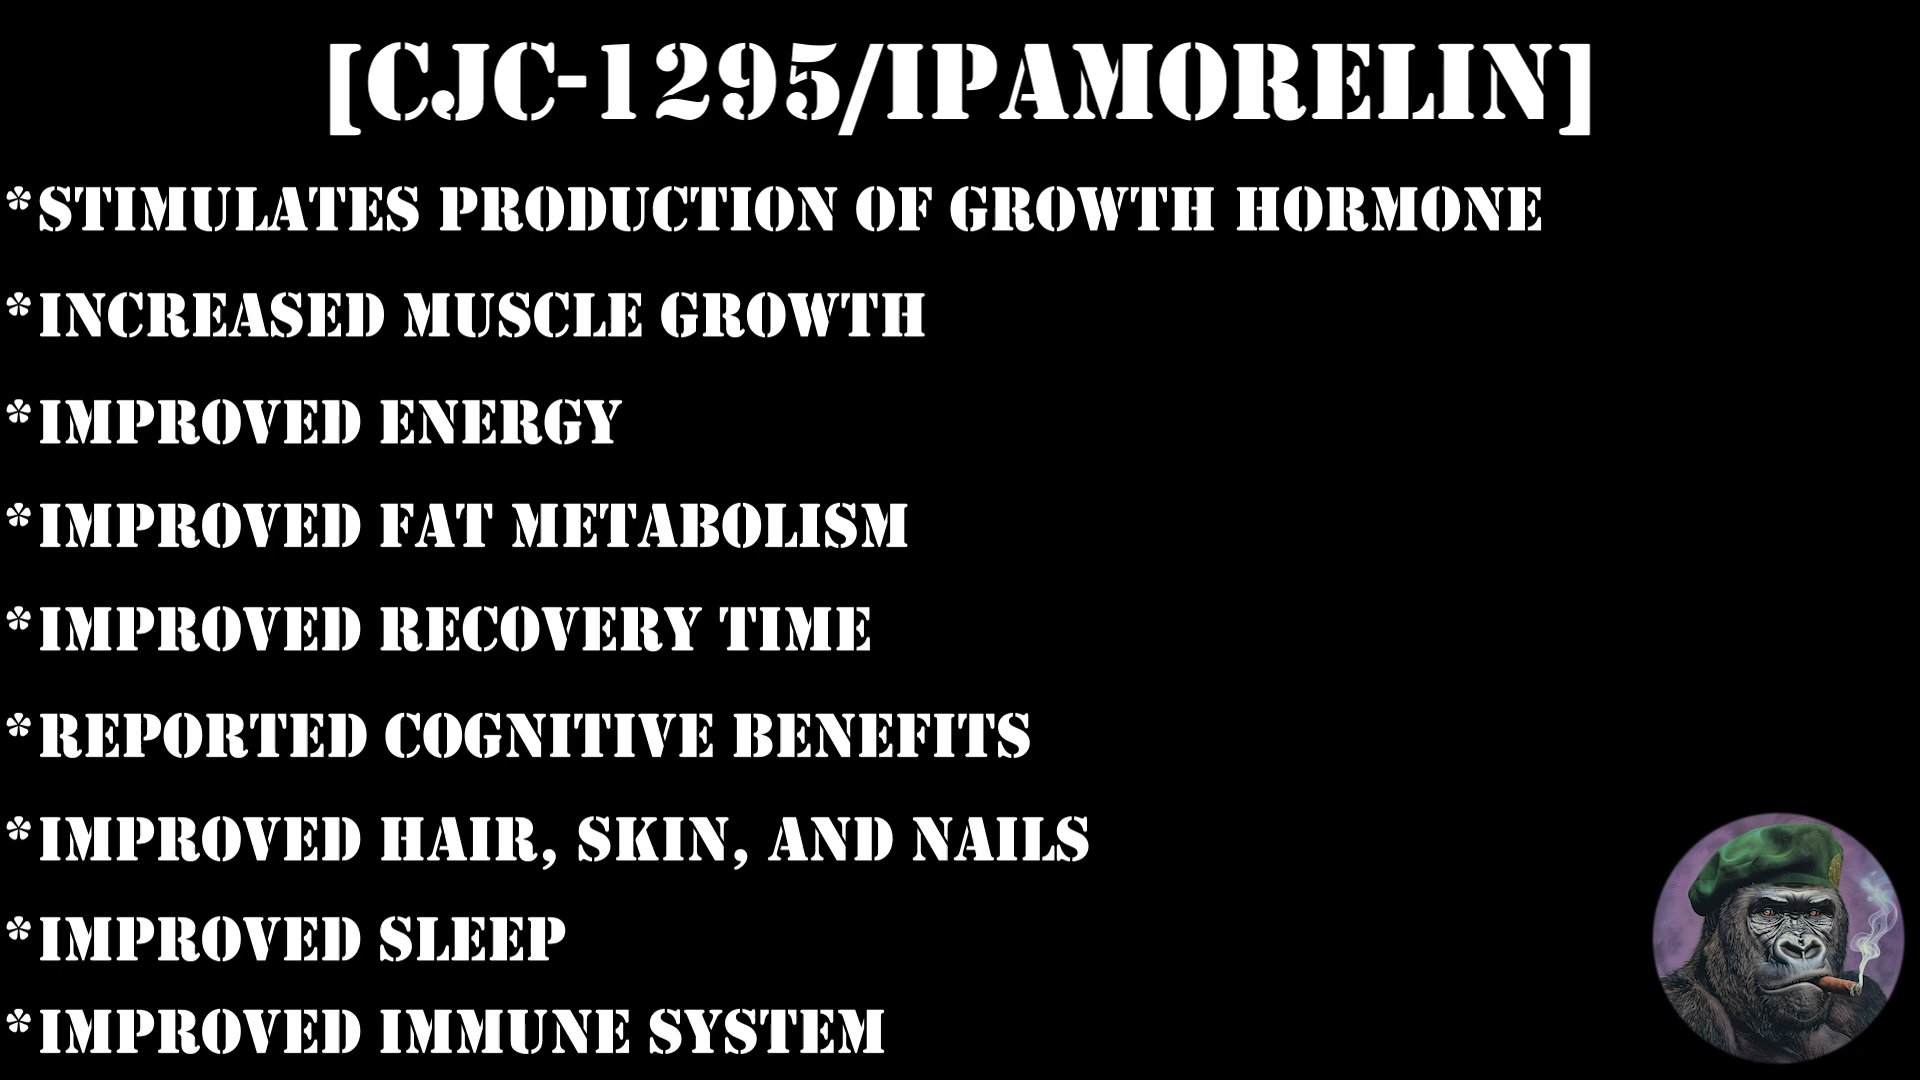 [CJC-1295/IPAMORELIN]
*STIMULATES PRODUCTION OF GROWTH HORMONE
*INCREASED MUSCLE GROWTH
*IMPROVED ENERGY
*IMPROVED FAT METABOLISM
*IMPROVED RECOVERY TIME
*REPORTED COGNITIVE BENEFITS
*IMPROVED HAIR, SKIN, AND NAILS
*IMPROVED SLEEP
*IMPROVED IMMUNE SYSTEM